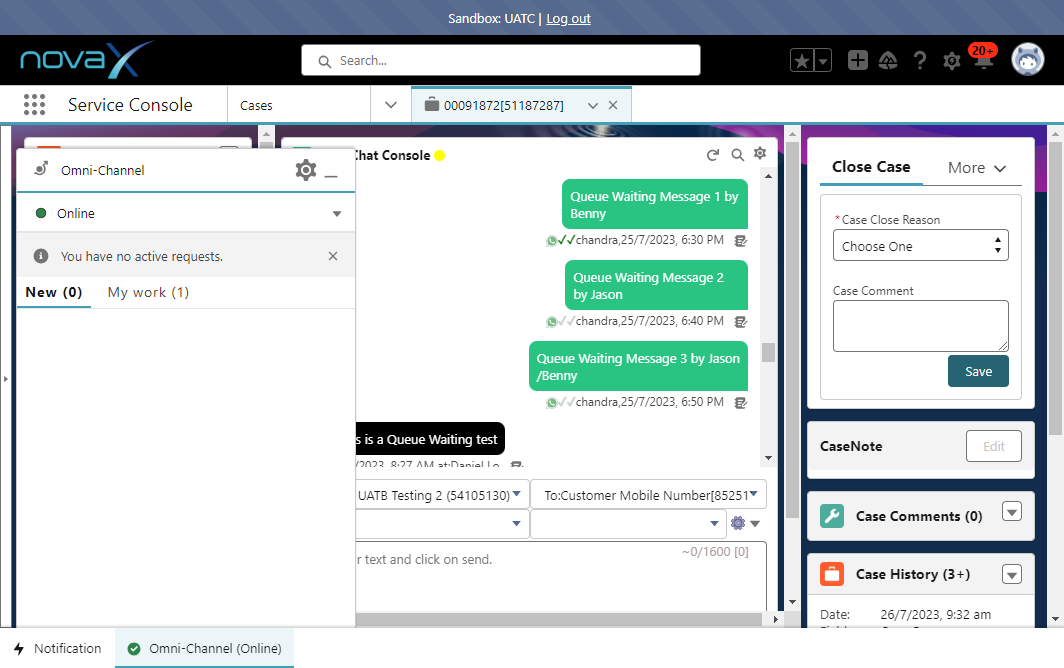 Sandbox: UATC | Log out
novaX
Search...
20+
Service Console
Cases
00091872[51187287]
Omni-Channel
Online
You have no active requests.
New (0)
My work (1)
Chat Console
Queue Waiting Message 1 by
Benny
chandra,25/7/2023, 6:30 PM
Queue Waiting Message 2
by Jason
chandra,25/7/2023, 6:40 PM
Queue Waiting Message 3 by Jason
/Benny
chandra,25/7/2023, 6:50 PM
s is a Queue Waiting test
/2023, 8:27 AM at:Daniel Lo
UATB Testing 2 (54105130)
To:Customer Mobile Number[85251
~0/1600 [0]
r text and click on send.
Close Case
More
*Case Close Reason
Choose One
Case Comment
Save
CaseNote
Edit
Case Comments (0)
Case History (3+)
Date:
26/7/2023, 9:32 am
Notification
Omni-Channel (Online)